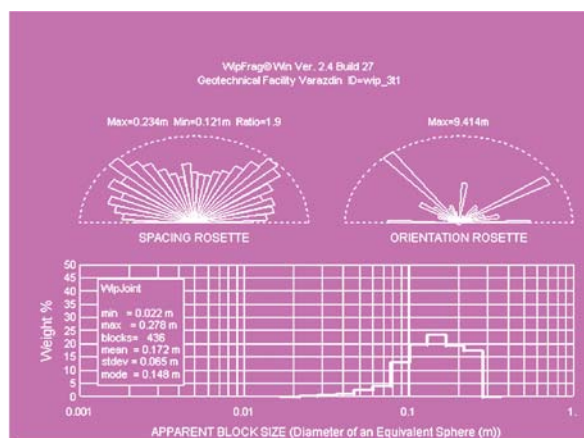 WipFrag©Win Ver. 2.4 Build 27
Geotechnical Facility Varazdin ID=wip_3t1
Max=0.234m Min=0.121m Ratio=1.9
Max=9.414m
SPACING ROSETTE
ORIENTATION ROSETTE
Weight %
50
45
40
35
30
25
20
15
10
5
0
WipJoint
min = 0.022 m
max = 0.278 m
blocks= 436
mean = 0.172 m
stdev = 0.065 m
mode = 0.148 m
0.001
0.01
0.1
1.
APPARENT BLOCK SIZE (Diameter of an Equivalent Sphere (m))